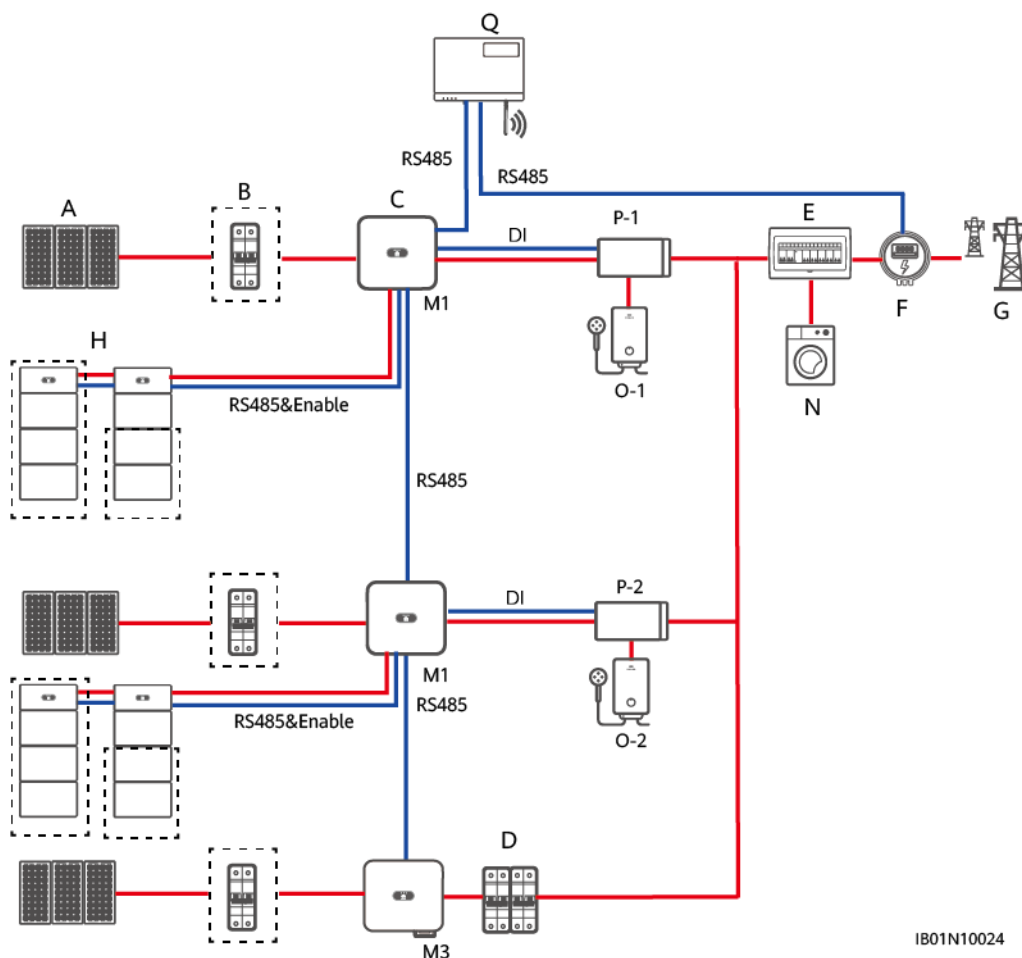 Q
RS485
RS485
A
B
C
P-1
E
DI
M1
O-1
F
G
N
H
RS485&Enable
RS485
P-2
DI
M1
RS485
RS485&Enable
O-2
D
M3
IB01N10024